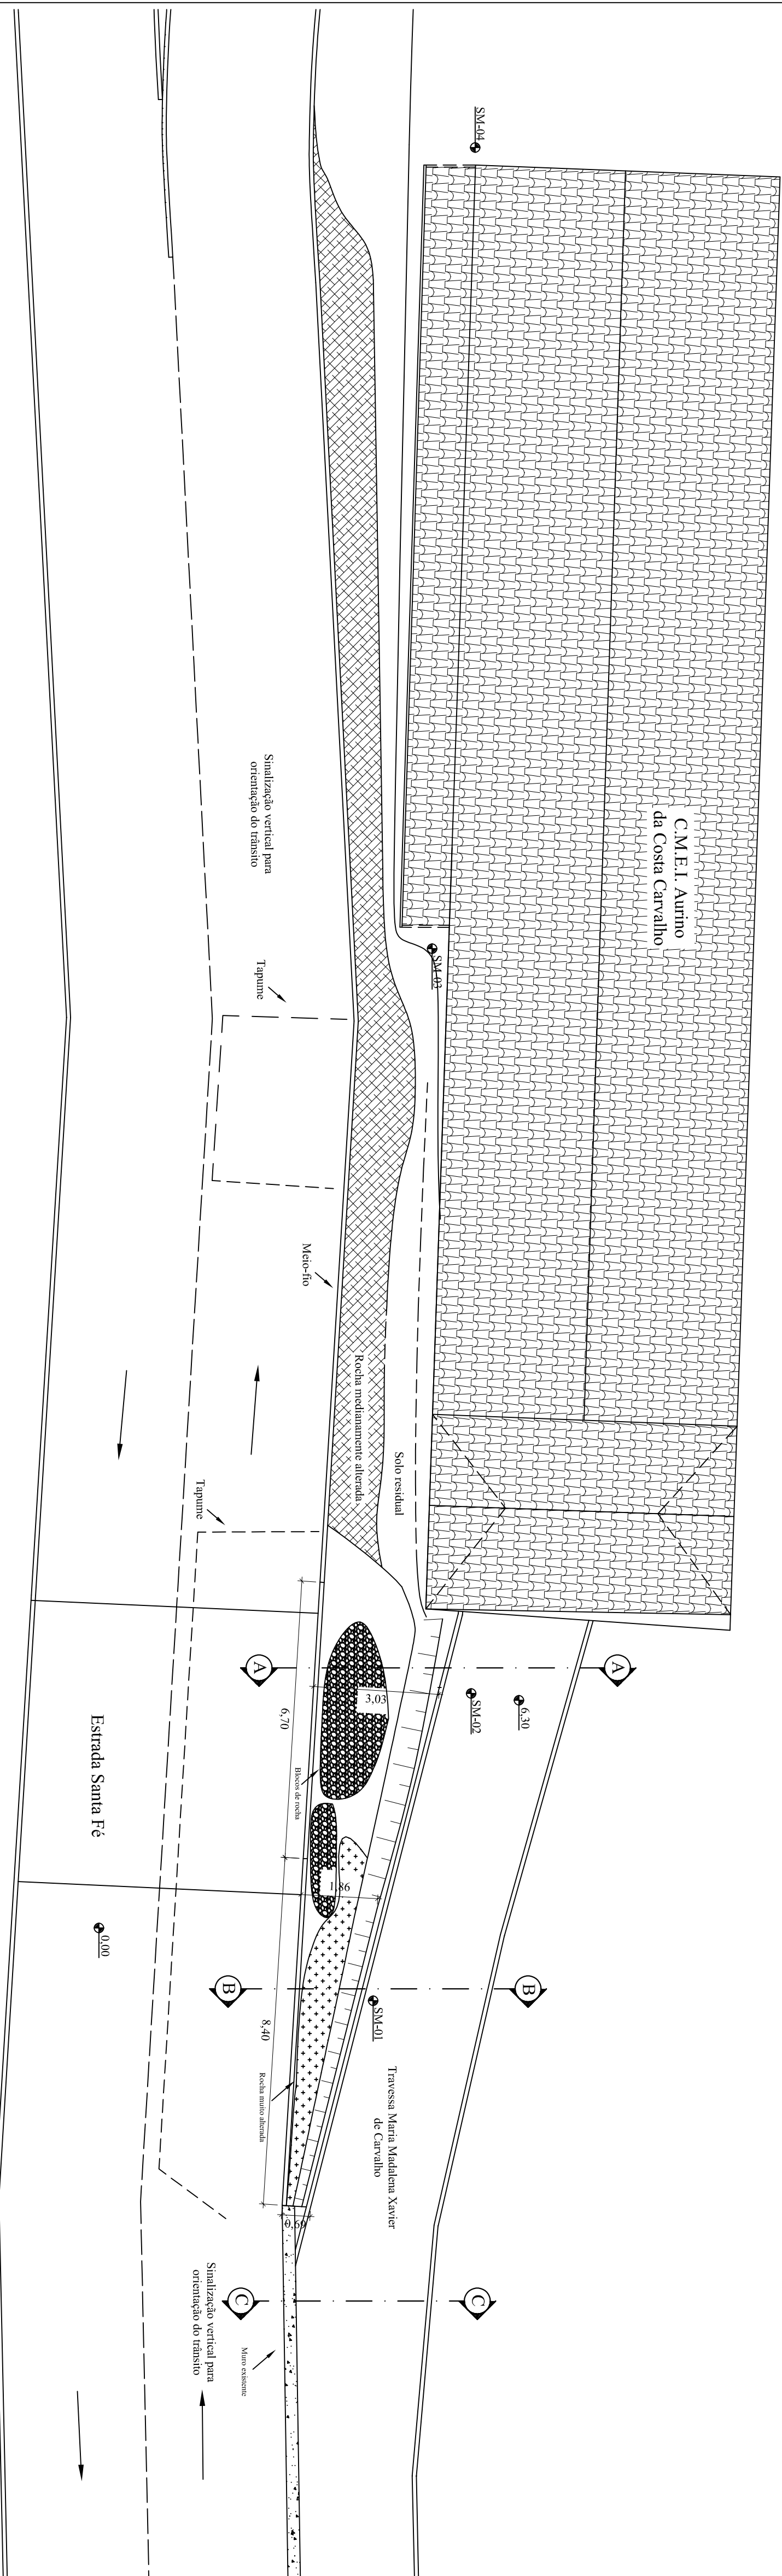 SM-04
C.M.E.I. Aurino
da Costa Carvalho
Sinalização vertical para
orientação do trânsito
SM-03
Tapume
Meio-fio
Rocha medianamente alterada
Solo residual
Tapume
A
A
3,03
SM-02
6,30
6,70
Blocos de rocha
Estrada Santa Fé
1,86
0,00
B
B
SM-01
8,40
Rocha muito alterada
Travessa Maria Madalena Xavier
de Carvalho
0,69
C
C
Sinalização vertical para
orientação do trânsito
Muro existente